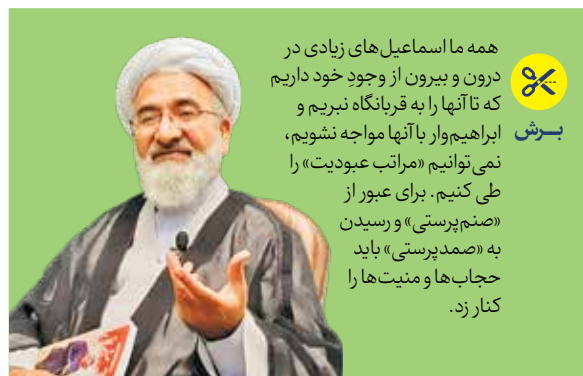 همه ما اسماعیل‌های زیادی در
درون و بیرون از وجودِ خود داریم
که تا آنها را به قربانگاه نبریم و
ابراهیم‌وار با آنها مواجه نشویم،
نمی‌توانیم «مراتب عبودیت» را
طی کنیم. برای عبور از
«صنم‌پرستی» و رسیدن
به «صمدپرستی» باید
حجاب‌ها و منیت‌ها را
کنار زد.
بــرش